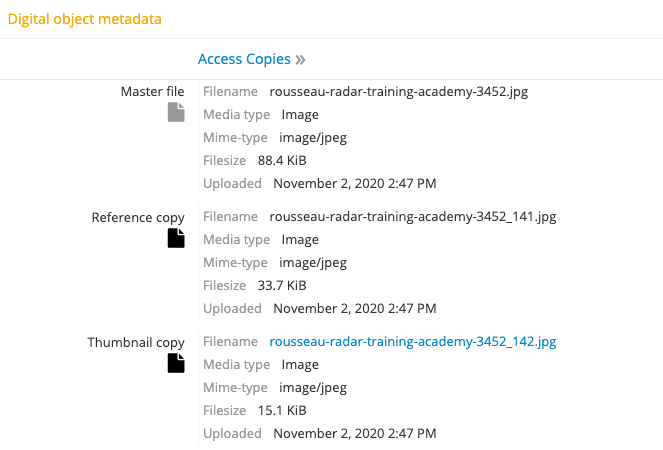 Digital object metadata
Access Copies »
Master file Filename rousseau-radar-training-academy-3452.jpg
Media type Image
Mime-type image/jpeg
Filesize 88.4 KiB
Uploaded November 2, 2020 2:47 PM
Reference copy Filename rousseau-radar-training-academy-3452_141.jpg
Media type Image
Mime-type image/jpeg
Filesize 33.7 KiB
Uploaded November 2, 2020 2:47 PM
Thumbnail copy Filename rousseau-radar-training-academy-3452_142.jpg
Media type Image
Mime-type image/jpeg
Filesize 15.1 KiB
Uploaded November 2, 2020 2:47 PM